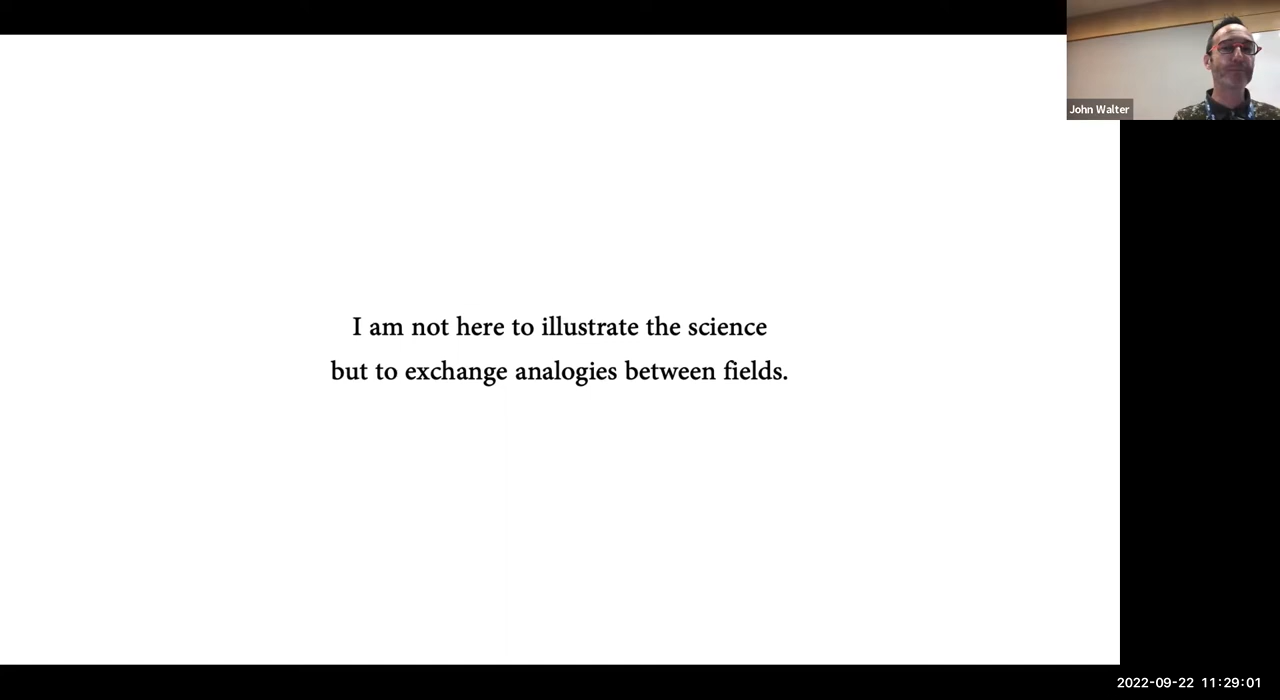 John Walter
I am not here to illustrate the science
but to exchange analogies between fields.
2022-09-22 11:29:01